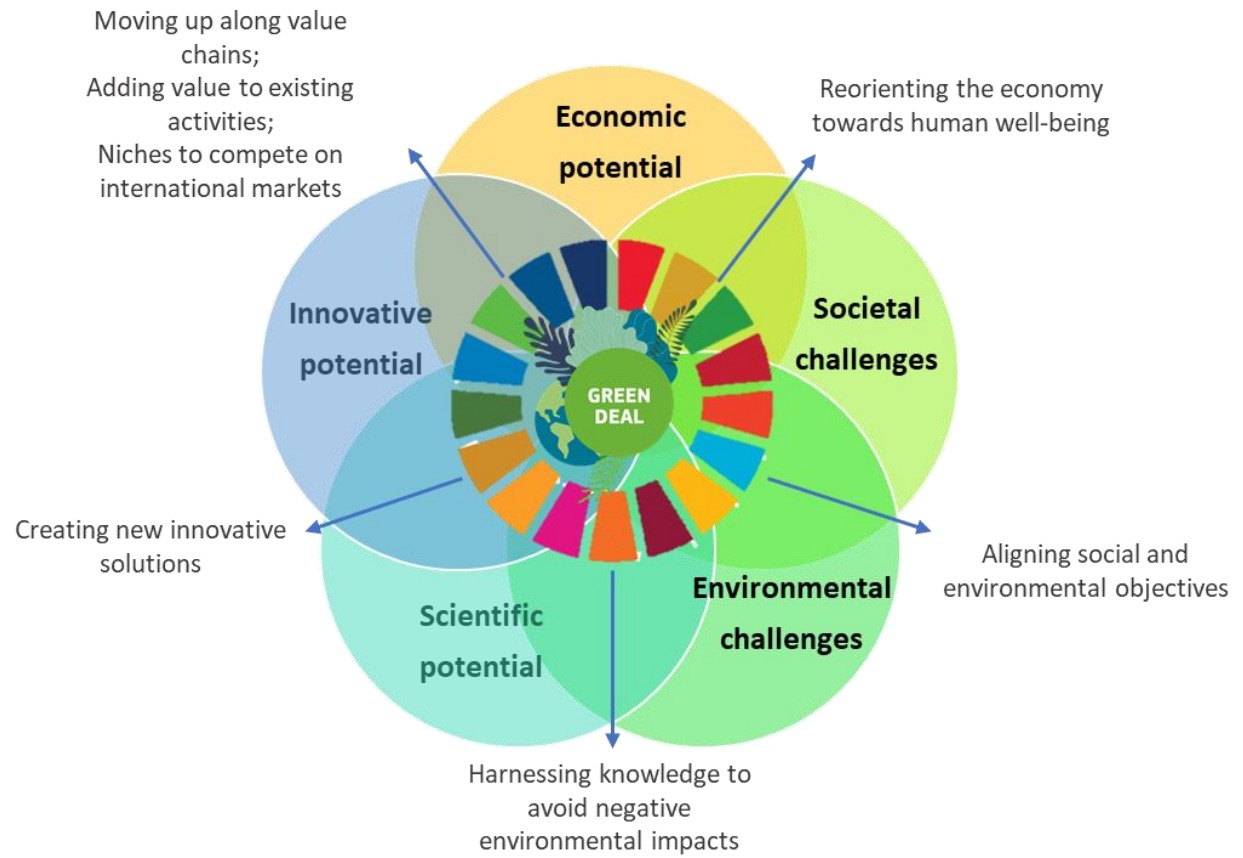 Moving up along value
chains;
Adding value to existing
activities;
Niches to compete on
international markets
Economic
potential
Reorienting the economy
towards human well-being
Innovative
potential
Societal
challenges
GREEN
DEAL
Creating new innovative
solutions
Aligning social and
environmental objectives
Scientific
potential
Environmental
challenges
Harnessing knowledge to
avoid negative
environmental impacts